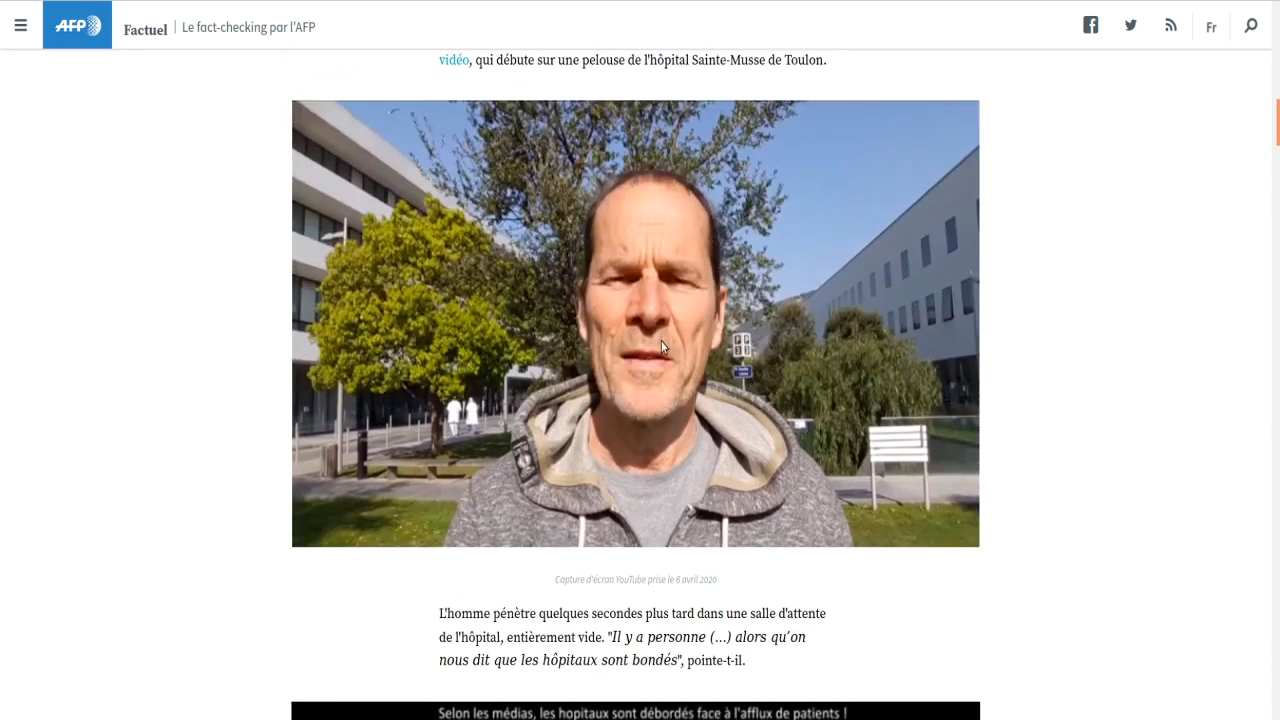 AFP
Factuel | Le fact-checking par l'AFP
Fr
vidéo, qui débute sur une pelouse de l'hôpital Sainte-Musse de Toulon.
Capture d'écran YouTube prise le 8 avril 2020
L'homme pénètre quelques secondes plus tard dans une salle d'attente
de l'hôpital, entièrement vide. "Il y a personne (...) alors qu'on
nous dit que les hôpitaux sont bondés", pointe-t-il.
Selon les médias, les hopitaux sont débordés face à l'afflux de patients !